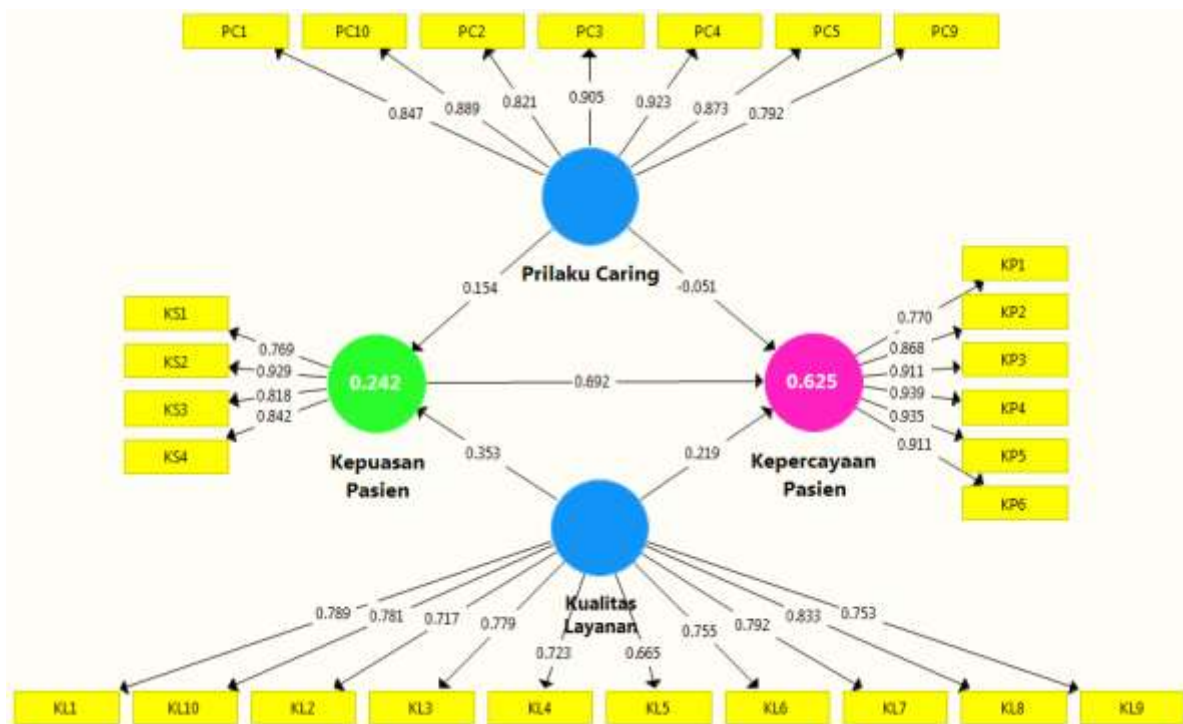 PC1 PC10 PC2 PC3 PC4 PC5 PC9
0.847 0.889 0.821 0.905 0.923 0.873 0.792
Prilaku Caring
0.154 -0.051
KS1
KS2
KS3
KS4
0.769
0.929
0.818
0.842
0.242
Kepuasan
Pasien
0.692
0.625
Kepercayaan
Pasien
KP1
KP2
KP3
KP4
KP5
KP6
0.770
0.868
0.911
0.939
0.935
0.911
0.353 0.219
Kualitas
Layanan
0.789 0.781 0.717 0.779 0.723 0.665 0.755 0.792 0.833 0.753
KL1 KL10 KL2 KL3 KL4 KL5 KL6 KL7 KL8 KL9